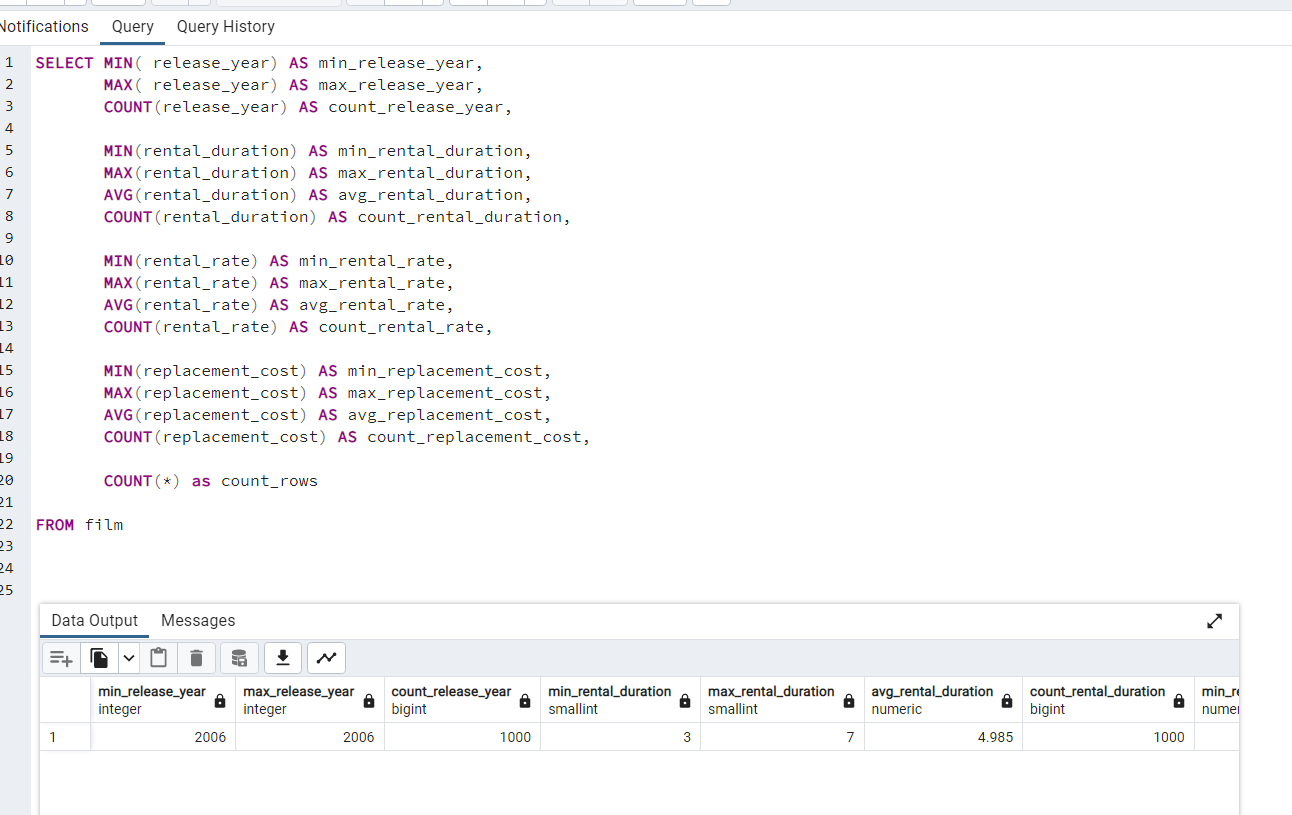 Notifications Query Query History
1 SELECT MIN( release_year) AS min_release_year,
2 MAX( release_year) AS max_release_year,
3 COUNT(release_year) AS count_release_year,
4
5 MIN(rental_duration) AS min_rental_duration,
6 MAX(rental_duration) AS max_rental_duration,
7 AVG(rental_duration) AS avg_rental_duration,
8 COUNT(rental_duration) AS count_rental_duration,
9
10 MIN(rental_rate) AS min_rental_rate,
11 MAX(rental_rate) AS max_rental_rate,
12 AVG(rental_rate) AS avg_rental_rate,
13 COUNT(rental_rate) AS count_rental_rate,
14
15 MIN(replacement_cost) AS min_replacement_cost,
16 MAX(replacement_cost) AS max_replacement_cost,
17 AVG(replacement_cost) AS avg_replacement_cost,
18 COUNT(replacement_cost) AS count_replacement_cost,
19
20 COUNT(*) as count_rows
21
22 FROM film
23
24
25
Data Output Messages
min_release_year max_release_year count_release_year min_rental_duration max_rental_duration avg_rental_duration count_rental_duration min_re
integer integer bigint smallint smallint numeric bigint numer
1 2006 2006 1000 3 7 4.985 1000